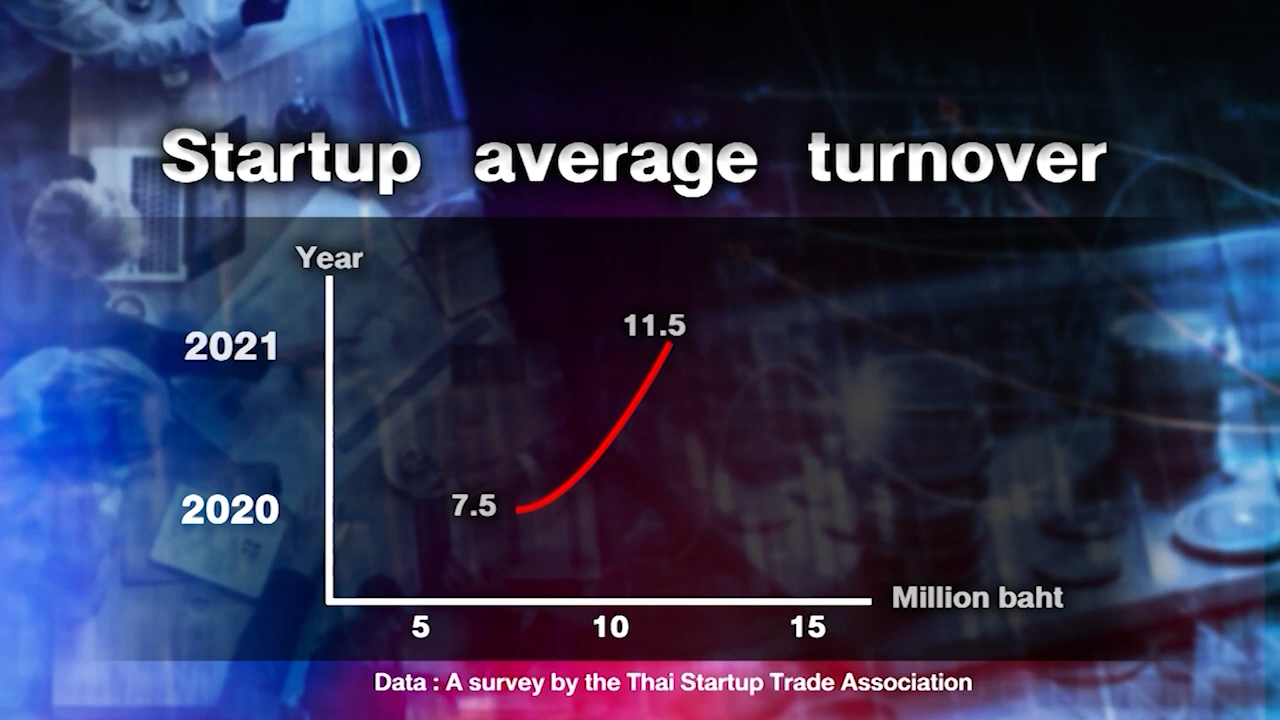 Startup average turnover
Year
2021
11.5
2020
7.5
Million baht
5 10 15
Data : A survey by the Thai Startup Trade Association